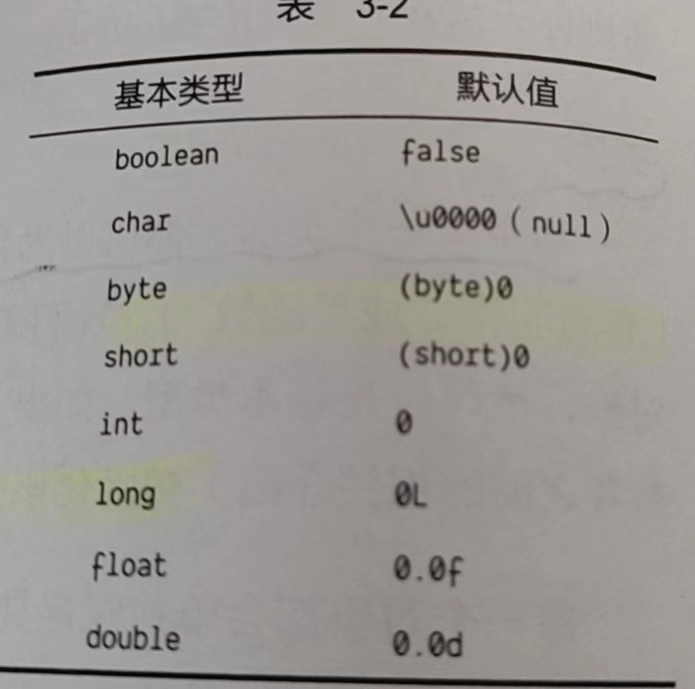 表 3-2
基本类型 默认值
boolean false
char \u0000 (null)
byte (byte)0
short (short)0
int 0
long 0L
float 0.0f
double 0.0d